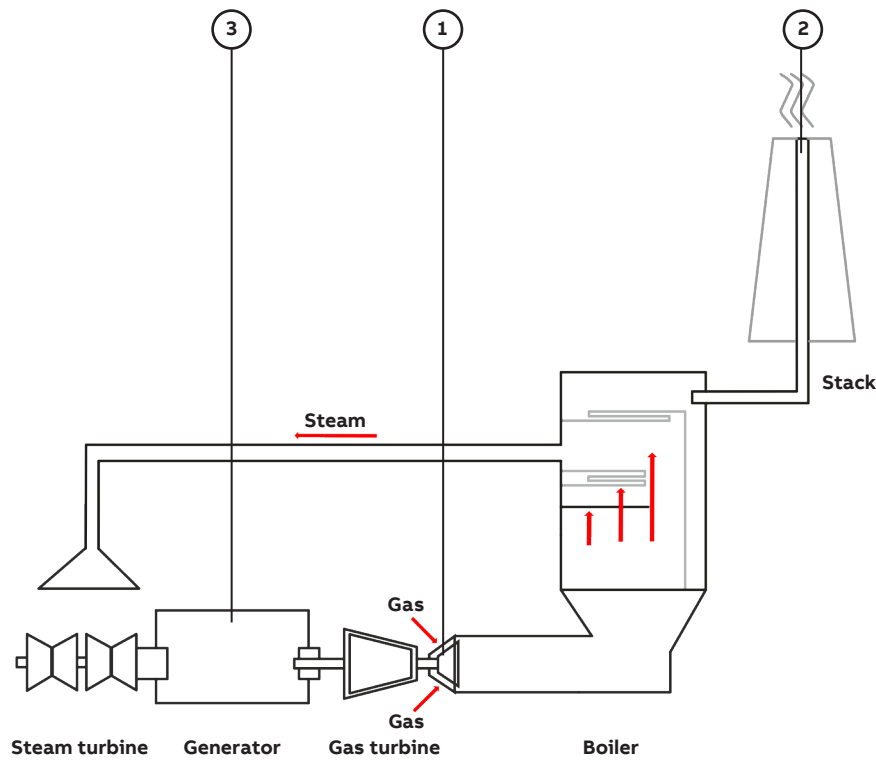 3
1
2
Stack
Steam
Gas
Gas
Steam turbine
Generator
Gas turbine
Boiler